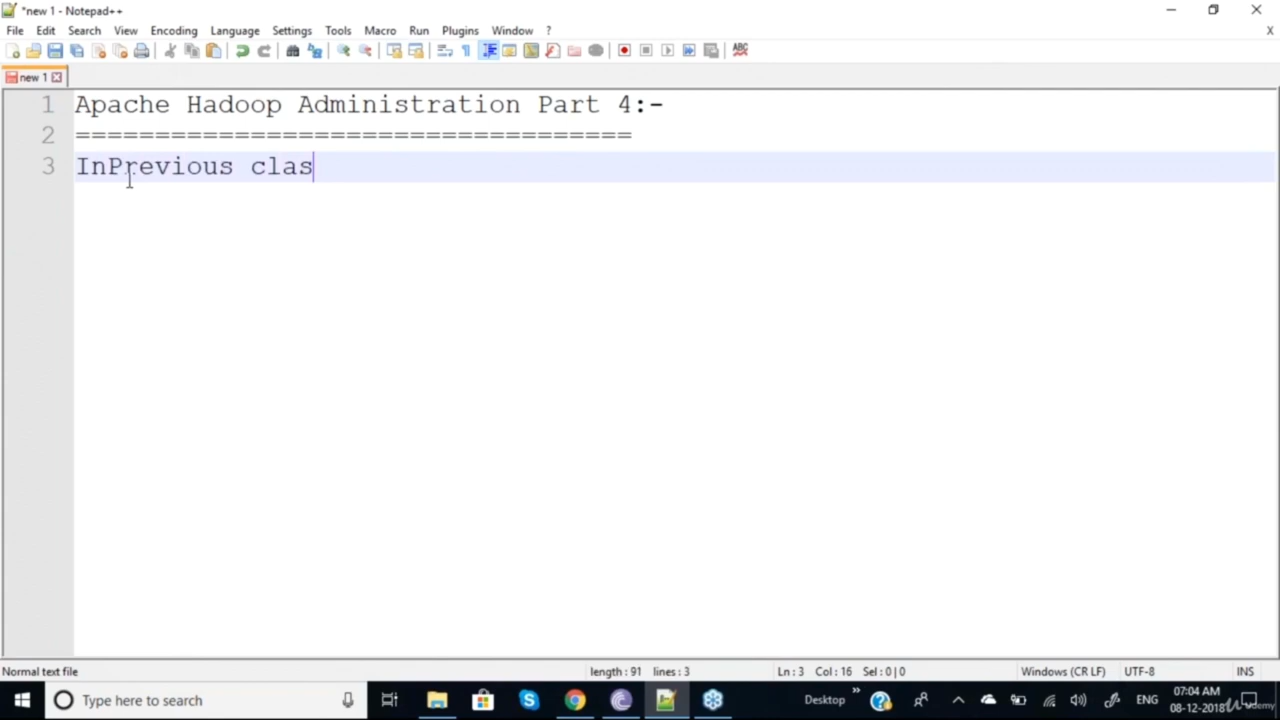 *new 1 - Notepad++
File Edit Search View Encoding Language Settings Tools Macro Run Plugins Window ? X
ABC
new 1
1 Apache Hadoop Administration Part 4:-
2 ===================================
3 InPrevious clas
Normal text file length : 91 lines : 3 Ln : 3 Col : 16 Sel : 0 | 0 Windows (CR LF) UTF-8 INS
Type here to search Desktop ENG 07:04 AM
08-12-2018
Udemy